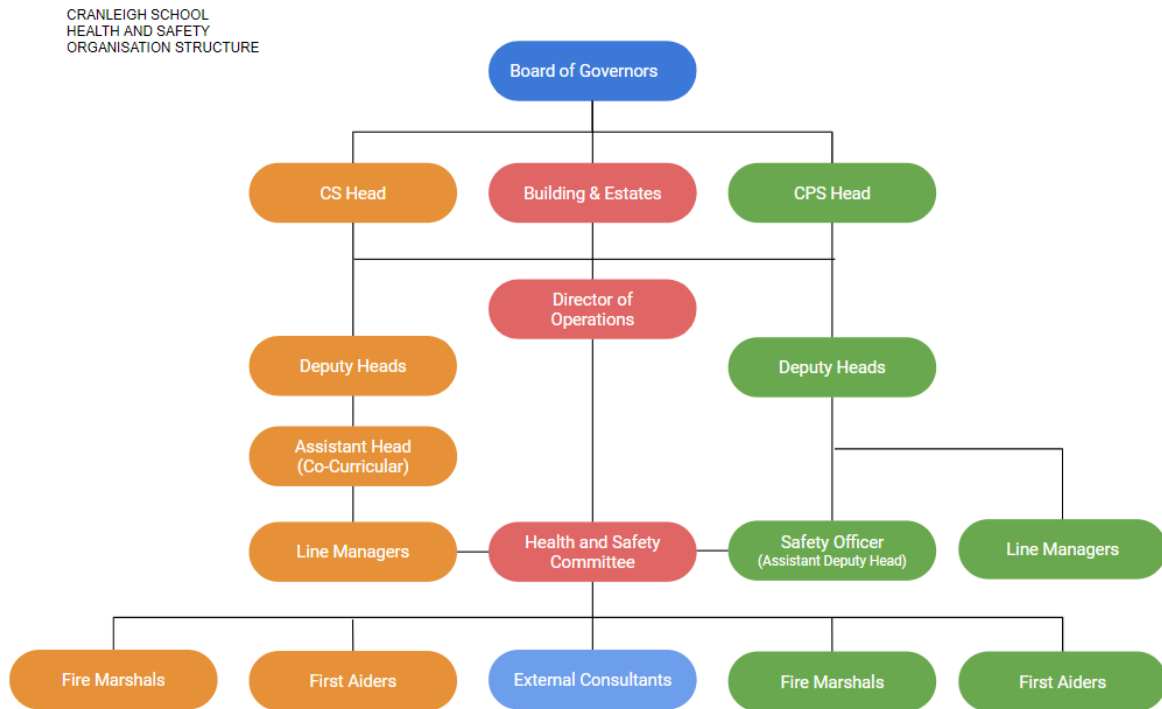 CRANLEIGH SCHOOL
HEALTH AND SAFETY
ORGANISATION STRUCTURE
Board of Governors
CS Head
Building & Estates
CPS Head
Director of
Operations
Deputy Heads
Deputy Heads
Assistant Head
(Co-Curricular)
Line Managers
Health and Safety
Committee
Safety Officer
(Assistant Deputy Head)
Line Managers
Fire Marshals
First Aiders
External Consultants
Fire Marshals
First Aiders